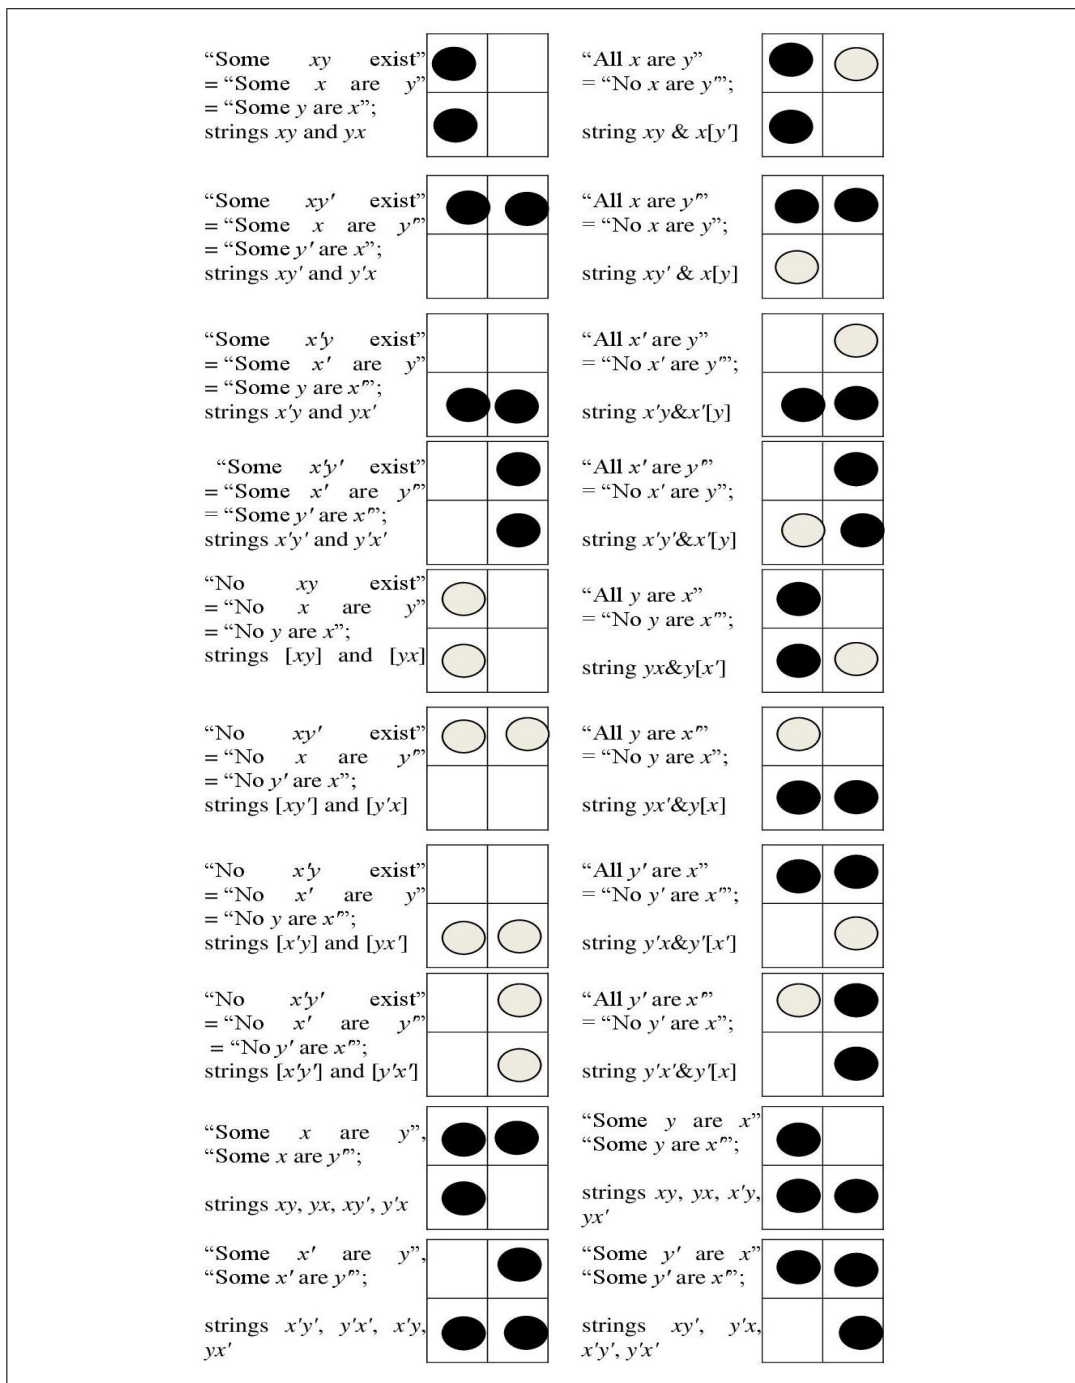 “Some xy exist”
= “Some x are y”
= “Some y are x”;
strings xy and yx
“All x are y”
= “No x are y'”;
string xy & x[y']
“Some xy' exist”
= “Some x are y'”
= “Some y' are x”;
strings xy' and y'x
“All x are y'”
= “No x are y”;
string xy' & x[y]
“Some x'y exist”
= “Some x' are y”
= “Some y are x'”;
strings x'y and yx'
“All x' are y”
= “No x' are y'”;
string x'y&x'[y]
“Some x'y' exist”
= “Some x' are y'”
= “Some y' are x'”;
strings x'y' and y'x'
“All x' are y'”
= “No x' are y”;
string x'y'&x'[y]
“No xy exist”
= “No x are y”
= “No y are x”;
strings [xy] and [yx]
“All y are x”
= “No y are x'”;
string yx&y[x']
“No xy' exist”
= “No x are y'”
= “No y' are x”;
strings [xy'] and [y'x]
“All y are x'”
= “No y are x”;
string yx'&y[x]
“No x'y exist”
= “No x' are y”
= “No y are x'”;
strings [x'y] and [yx']
“All y' are x”
= “No y' are x'”;
string y'x&y'[x']
“No x'y' exist”
= “No x' are y'”
= “No y' are x'”;
strings [x'y'] and [y'x']
“All y' are x'”
= “No y' are x”;
string y'x'&y'[x]
“Some x are y”,
“Some x are y'”;
strings xy, yx, xy', y'x
“Some y are x”
“Some y are x'”;
strings xy, yx, x'y,
yx'
“Some x' are y”,
“Some x' are y'”;
strings x'y', y'x', x'y,
yx'
“Some y' are x”
“Some y' are x'”;
strings xy', y'x,
x'y', y'x'